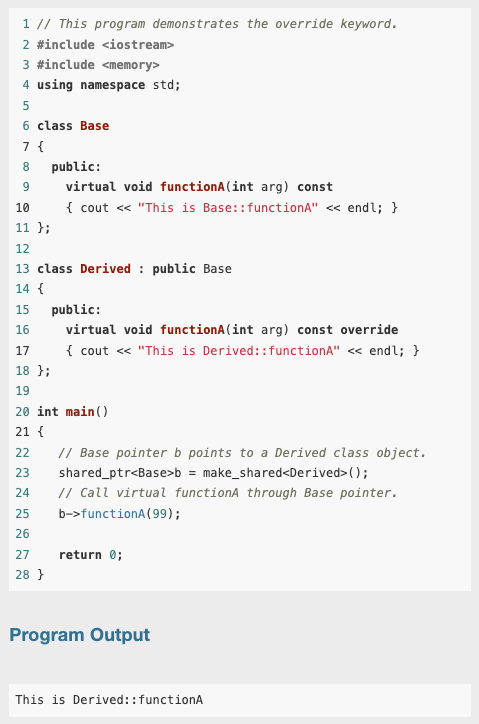 1 // This program demonstrates the override keyword.
2 #include <iostream>
3 #include <memory>
4 using namespace std;
5
6 class Base
7 {
8   public:
9     virtual void functionA(int arg) const
10     { cout << "This is Base::functionA" << endl; }
11 };
12
13 class Derived : public Base
14 {
15   public:
16     virtual void functionA(int arg) const override
17     { cout << "This is Derived::functionA" << endl; }
18 };
19
20 int main()
21 {
22    // Base pointer b points to a Derived class object.
23    shared_ptr<Base>b = make_shared<Derived>();
24    // Call virtual functionA through Base pointer.
25    b->functionA(99);
26
27    return 0;
28 }
Program Output
This is Derived::functionA